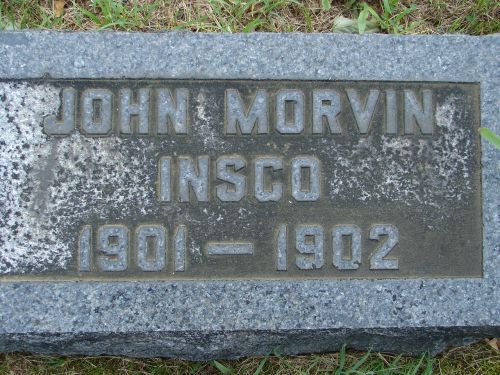 JOHN MORVIN
INSCO
1901 — 1902